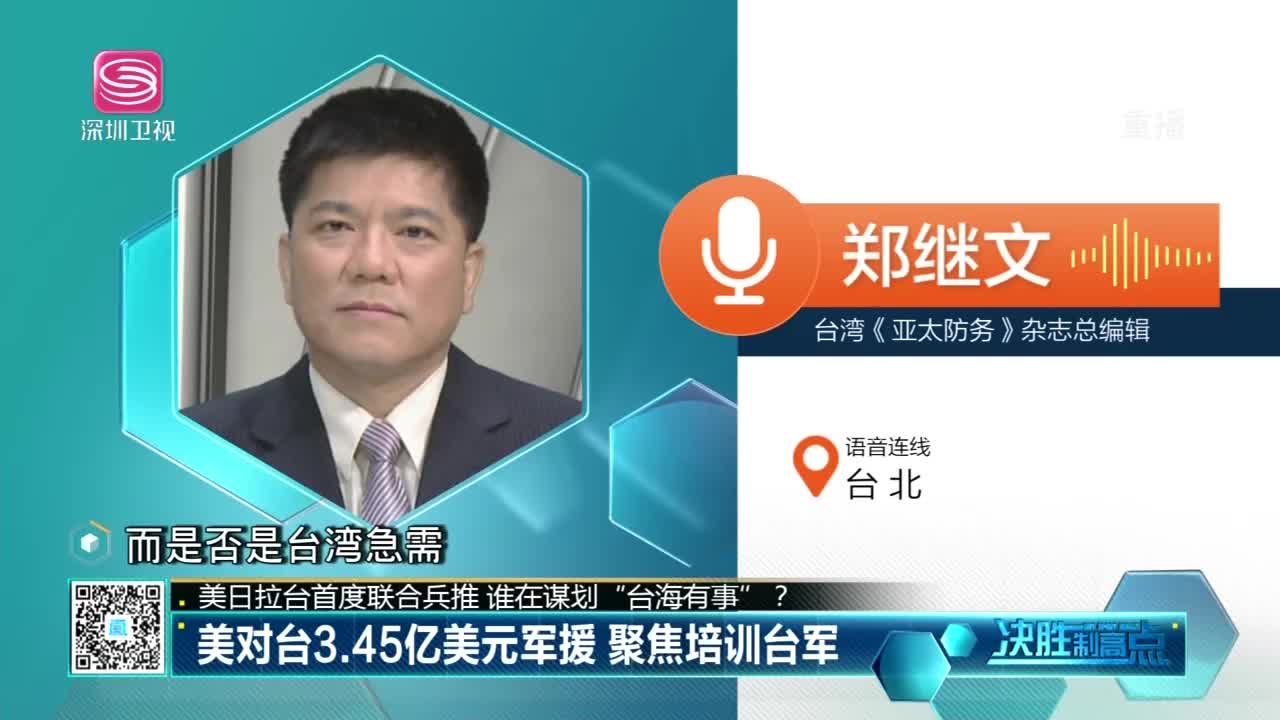 深圳卫视
重播
郑继文
台湾《亚太防务》杂志总编辑
语音连线
台北
而是否是台湾急需
美日拉台首度联合兵推 谁在谋划“台海有事”？
美对台3.45亿美元军援 聚焦培训台军
决胜制高点